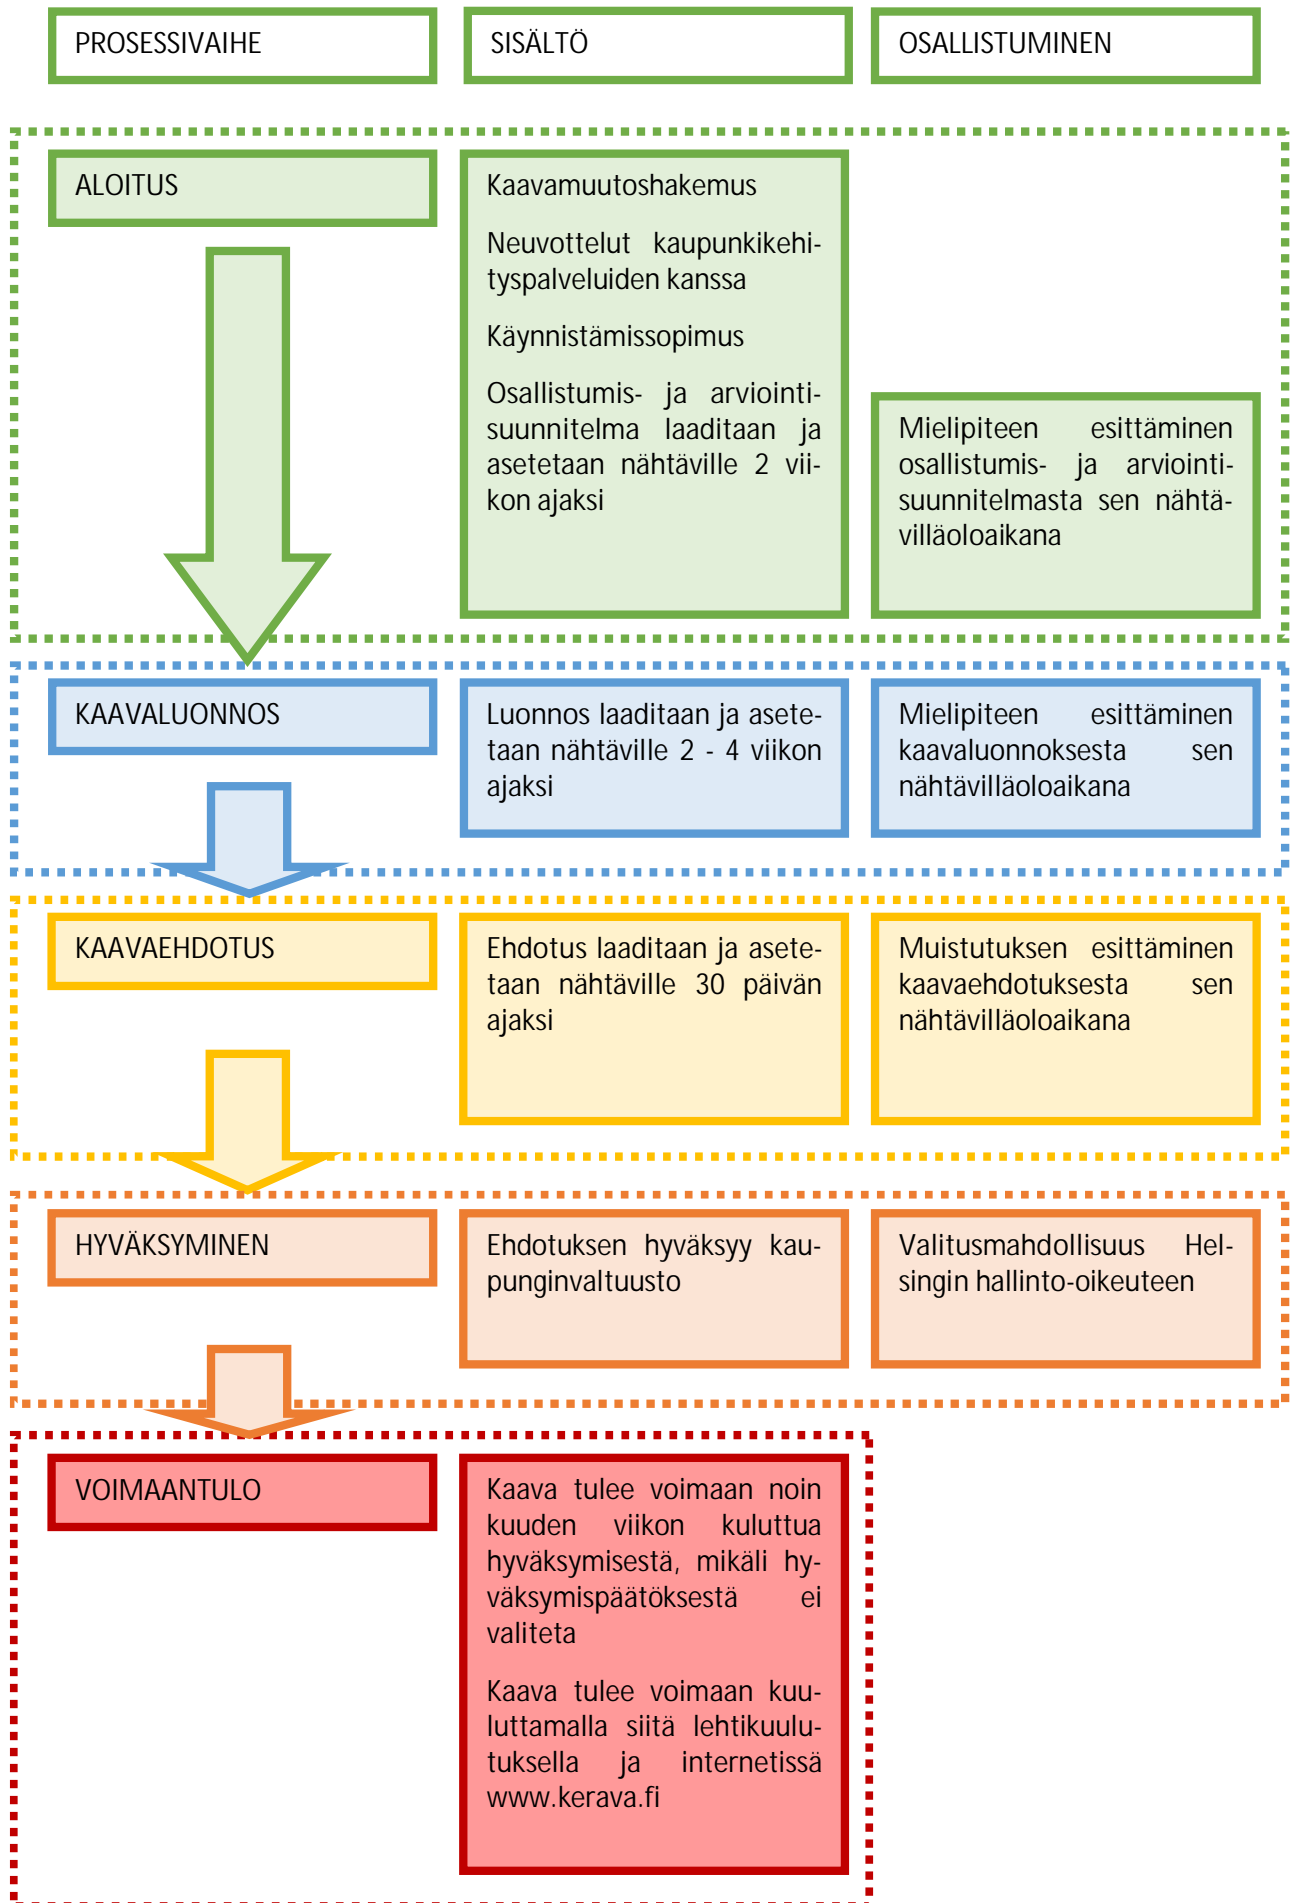 PROSESSIVAIHE
SISÄLTÖ
OSALLISTUMINEN
ALOITUS
Kaavamuutoshakemus
Neuvottelut kaupunkikehi-
tyspalveluiden kanssa
Käynnistämissopimus
Osallistumis- ja arviointi-
suunnitelma laaditaan ja
asetetaan nähtäville 2 vii-
kon ajaksi
Mielipiteen esittäminen
osallistumis- ja arviointi-
suunnitelmasta sen nähtä-
villäoloaikana
KAAVALUONNOS
Luonnos laaditaan ja asete-
taan nähtäville 2 - 4 viikon
ajaksi
Mielipiteen esittäminen
kaavaluonnoksesta sen
nähtävilläoloaikana
KAAVAEHDOTUS
Ehdotus laaditaan ja asete-
taan nähtäville 30 päivän
ajaksi
Muistutuksen esittäminen
kaavaehdotuksesta sen
nähtävilläoloaikana
HYVÄKSYMINEN
Ehdotuksen hyväksyy kau-
punginvaltuusto
Valitusmahdollisuus Hel-
singin hallinto-oikeuteen
VOIMAANTULO
Kaava tulee voimaan noin
kuuden viikon kuluttua
hyväksymisestä, mikäli hy-
väksymispäätöksestä ei
valiteta
Kaava tulee voimaan kuu-
luttamalla siitä lehtikuulu-
tuksella ja internetissä
www.kerava.fi